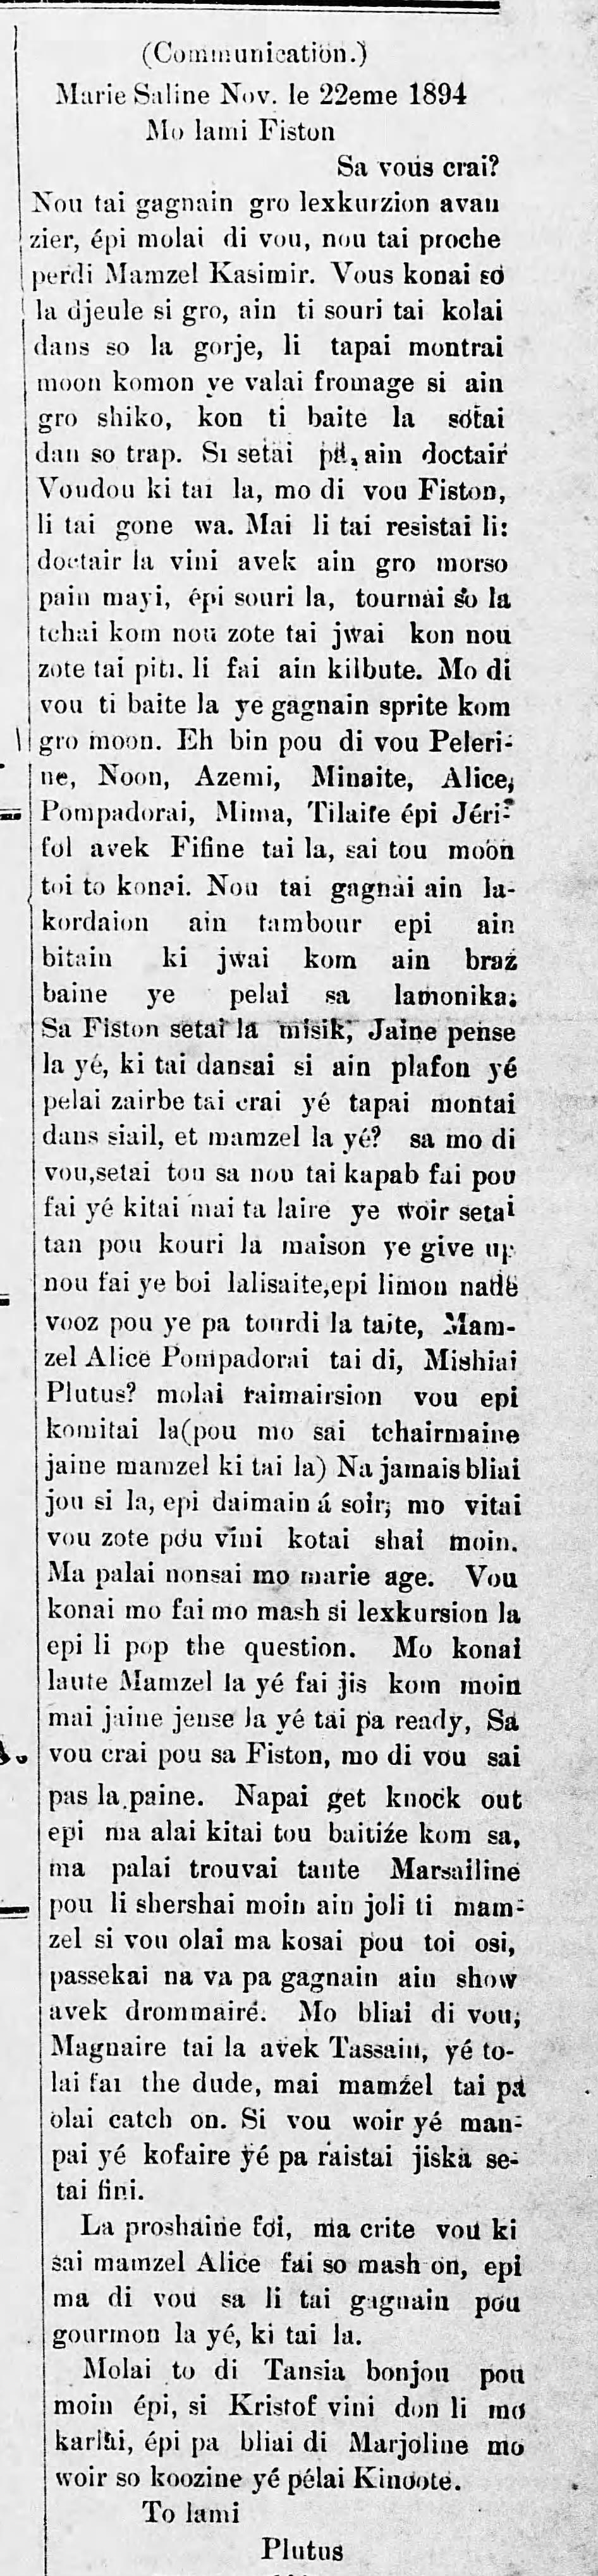 (Communication.)
Marie Saline Nov. le 22eme 1894
Mo lami Fiston
Sa vous crai?
Nou tai gagnain gro lexkurzion avan
zier, épi molai di vou, nou tai proche
perdi Mamzel Kasimir. Vous konai so
la djeule si gro, ain ti souri tai kolai
dans so la gorje, li tapai montrai
moon komon ye valai fromage si ain
gro shiko, kon ti baite la sotai
dan so trap. Si setai pa, ain doctair
Voudou ki tai la, mo di vou Fiston,
li tai gone wa. Mai li tai resistai li:
doctair la vini avek ain gro morso
pain mayi, épi souri la, tournai so la
tchai kom nou zote tai jwai kon nou
zote tai piti. li fai ain kilbute. Mo di
vou ti baite la ye gagnain sprite kom
gro moon. Eh bin pou di vou Peleri-
ne, Noon, Azemi, Minaite, Alice,
Pompadorai, Mima, Tilaire épi Jéri-
fol avek Fifine tai la, sai tou moon
toi to konai. Nou tai gagnai ain la-
kordaion ain tambour epi ain
bitain ki jwai kom ain braz
baine ye pelai sa lamonika;
Sa Fiston setai la misik, Jaine pense
la yé, ki tai dansai si ain plafon yé
pelai zairbe tai crai yé tapai montai
dans siail, et mamzel la yé? sa mo di
vou,setai tou sa nou tai kapab fai pou
fai yé kitai mai ta laire ye woir setai
tan pou kouri la maison ye give up
nou fai ye boi lalisaite,epi limon nade
vooz pou ye pa tourdi la taite, Mam-
zel Alice Pompadorai tai di, Mishiai
Plutus? molai raimairsion vou epi
komitai la(pou mo sai tchairmaine
jaine mamzel ki tai la) Na jamais bliai
jou si la, epi daimain á soir, mo vitai
vou zote pou vini kotai shai moin.
Ma palai nonsai mo marie age. Vou
konai mo fai mo mash si lexkursion la
epi li pop the question. Mo konai
laute Mamzel la yé fai jis kom moin
mai jaine jense la yé tai pa ready, Sa
vou crai pou sa Fiston, mo di vou sai
pas la paine. Napai get knock out
epi ma alai kitai tou baitize kom sa,
ma palai trouvai tante Marsailine
pou li shershai moin ain joli ti mam-
zel si vou olai ma kosai pou toi osi,
passekai na va pa gagnain ain show
avek drommairé. Mo bliai di vou,
Magnaire tai la avek Tassain, yé to-
lai fai the dude, mai mamzel tai pa
olai catch on. Si vou woir yé man-
pai yé kofaire yé pa raistai jiska se-
tai fini.
La proshaine foi, ma crite vou ki
sai mamzel Alice fai so mash on, epi
ma di vou sa li tai gagnain pou
gourmon la yé, ki tai la.
Molai to di Tansia bonjou pou
moin épi, si Kristof vini don li mo
karlai, épi pa bliai di Marjoline mo
woir so koozine yé pélai Kinoote.
To lami
Plutus